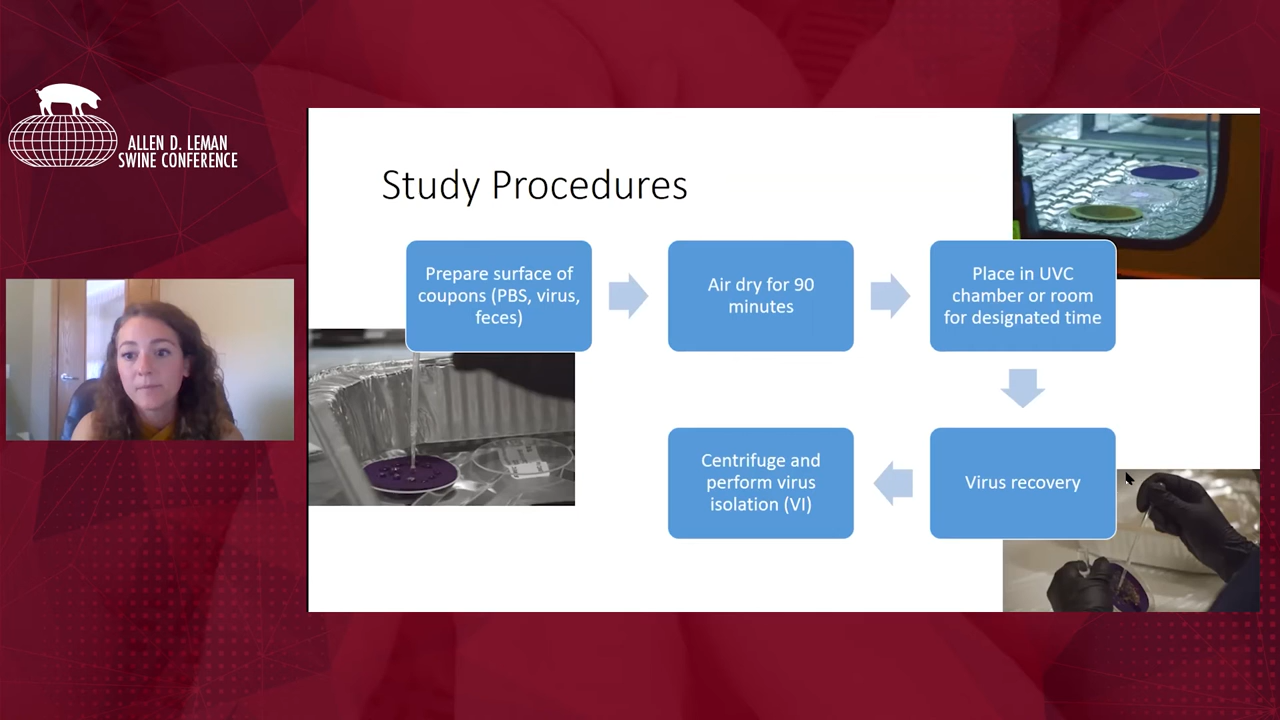 ALLEN D. LEMAN
SWINE CONFERENCE
Study Procedures
Prepare surface of
coupons (PBS, virus,
feces)
Air dry for 90
minutes
Place in UVC
chamber or room
for designated time
Virus recovery
Centrifuge and
perform virus
isolation (VI)